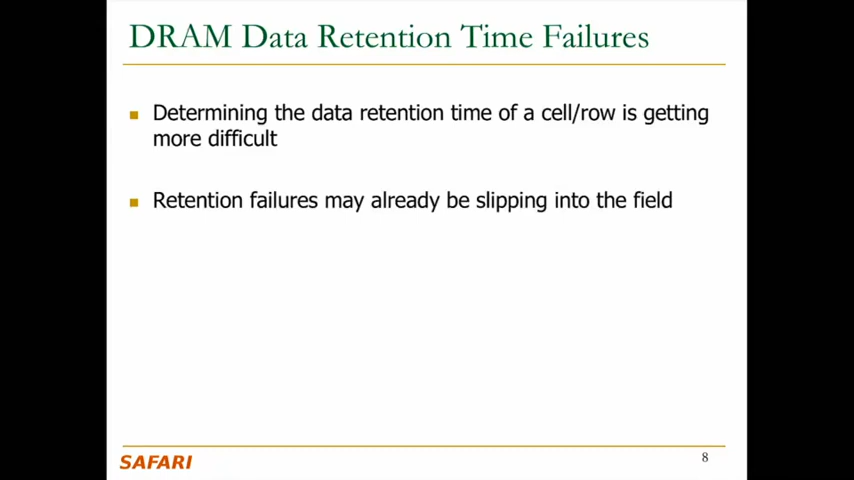 DRAM Data Retention Time Failures
Determining the data retention time of a cell/row is getting
more difficult
Retention failures may already be slipping into the field
SAFARI
8